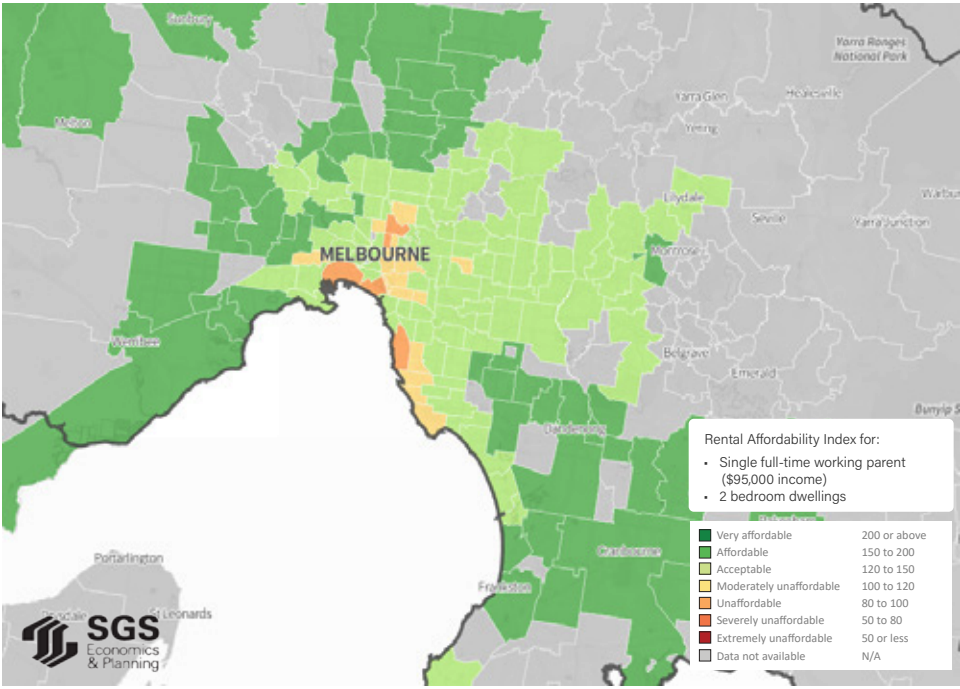 Sunbury
Yarra Ranges
National Park
Healesville
Yarra Glen
Melton
Yering
Lilydale
Seville
Yarra Junction
MELBOURNE
Montrose
Werribee
Belgrave
Emerald
Bunyip S
Dandenong
Rental Affordability Index for:
• Single full-time working parent
($95,000 income)
• 2 bedroom dwellings
Very affordable 200 or above
Affordable 150 to 200
Acceptable 120 to 150
Moderately unaffordable 100 to 120
Unaffordable 80 to 100
Severely unaffordable 50 to 80
Extremely unaffordable 50 or less
Data not available N/A
Cranbourne
Portarlington
Frankston
St Leonards
SGS
Economics
& Planning